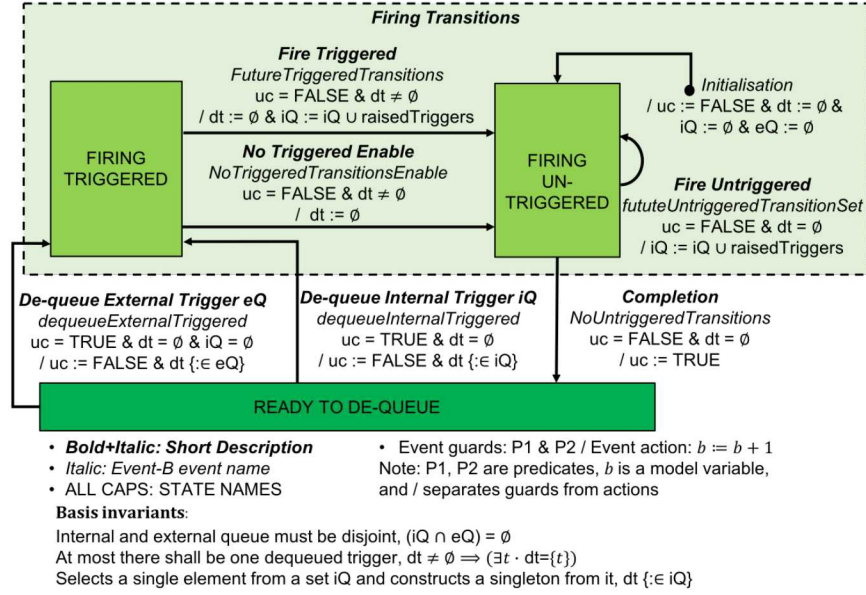 Firing Transitions
Fire Triggered
FutureTriggeredTransitions
uc = FALSE & dt ≠ ∅
/ dt := ∅ & iQ := iQ ∪ raisedTriggers
Initialisation
/ uc := FALSE & dt := ∅ &
iQ := ∅ & eQ := ∅
FIRING
TRIGGERED
No Triggered Enable
NoTriggeredTransitionsEnable
uc = FALSE & dt ≠ ∅
/ dt := ∅
FIRING
UN-
TRIGGERED
Fire Untriggered
fututeUntriggeredTransitionSet
uc = FALSE & dt = ∅
/ iQ := iQ ∪ raisedTriggers
De-queue External Trigger eQ
dequeueExternalTriggered
uc = TRUE & dt = ∅ & iQ = ∅
/ uc := FALSE & dt {:∈ eQ}
De-queue Internal Trigger iQ
dequeueInternalTriggered
uc = TRUE & dt = ∅
/ uc := FALSE & dt {:∈ iQ}
Completion
NoUntriggeredTransitions
uc = FALSE & dt = ∅
/ uc := TRUE
READY TO DE-QUEUE
• Bold+Italic: Short Description
• Italic: Event-B event name
• ALL CAPS: STATE NAMES
• Event guards: P1 & P2 / Event action: b := b + 1
Note: P1, P2 are predicates, b is a model variable,
and / separates guards from actions
Basis invariants:
Internal and external queue must be disjoint, (iQ ∩ eQ) = ∅
At most there shall be one dequeued trigger, dt ≠ ∅ ⟹ (∃t · dt={t})
Selects a single element from a set iQ and constructs a singleton from it, dt {:∈ iQ}